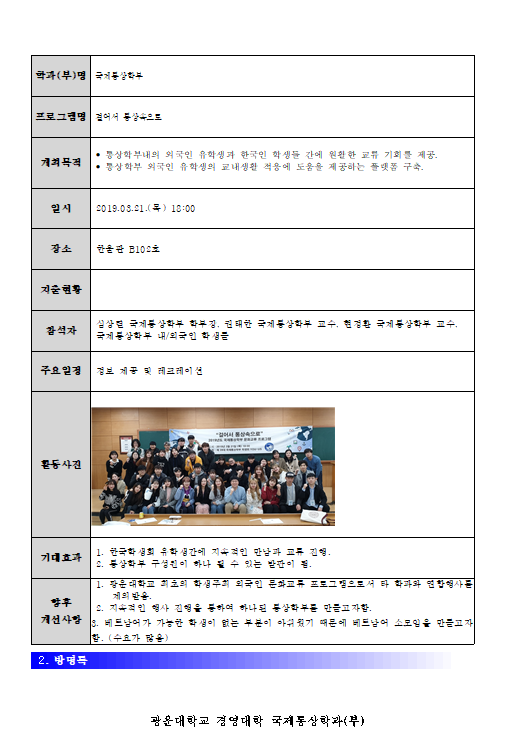 학과(부)명 국제통상학부
프로그램명 걸어서 통상속으로
개최목적
• 통상학부내의 외국인 유학생과 한국인 학생들 간에 원활한 교류 기회를 제공.
• 통상학부 외국인 유학생의 교내생활 적응에 도움을 제공하는 플랫폼 구축.
일시 2019.03.21.(목) 18:00
장소 한울관 B102호
지출현황
참석자
심상렬 국제통상학부 학부장, 권태한 국제통상학부 교수, 현정환 국제통상학부 교수,
국제통상학부 내/외국인 학생들
주요일정 정보 제공 및 레크레이션
활동사진
"걸어서 통상속으로"
기대효과
1. 한국학생회 유학생간에 지속적인 만남과 교류 진행.
2. 통상학부 구성원이 하나 될 수 있는 발판이 됨.
향후
개선사항
1. 광운대학교 최초의 학생주최 외국인 문화교류 프로그램으로서 타 학과와 연합행사를
제의받음.
2. 지속적인 행사 진행을 통하여 하나된 통상학부를 만들고자함.
3. 베트남어가 가능한 학생이 없는 부분이 아쉬웠기 때문에 베트남어 소모임을 만들고자
함. (수요가 많음)
2. 방명록
광운대학교 경영대학 국제통상학과(부)